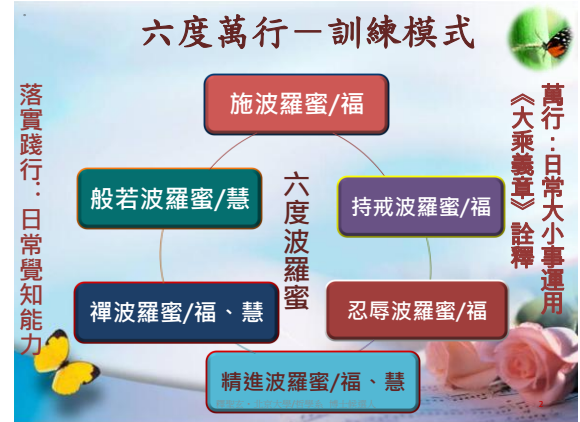 六度萬行－訓練模式
萬行：日常大小事運用
《大乘義章》詮釋
落實踐行：日常覺知能力
六度波羅蜜
施波羅蜜/福
持戒波羅蜜/福
忍辱波羅蜜/福
精進波羅蜜/福、慧
禪波羅蜜/福、慧
般若波羅蜜/慧
3